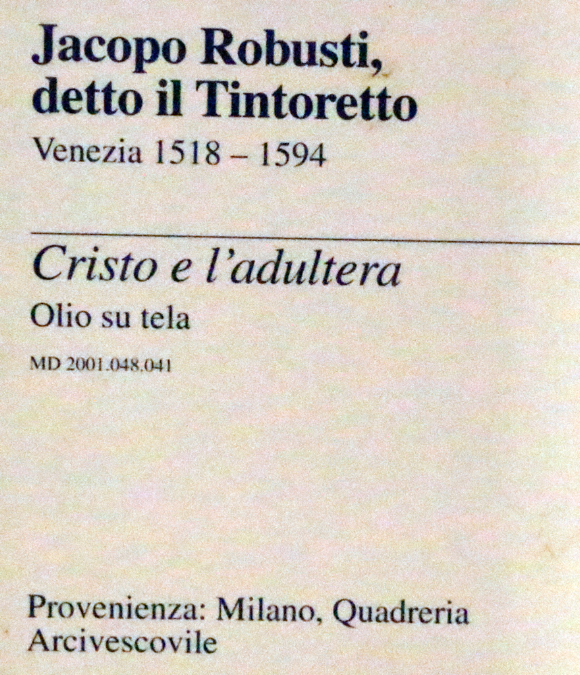 Jacopo Robusti,
detto il Tintoretto
Venezia 1518 – 1594
Cristo e l'adultera
Olio su tela
MD 2001.048.041
Provenienza: Milano, Quadreria
Arcivescovile